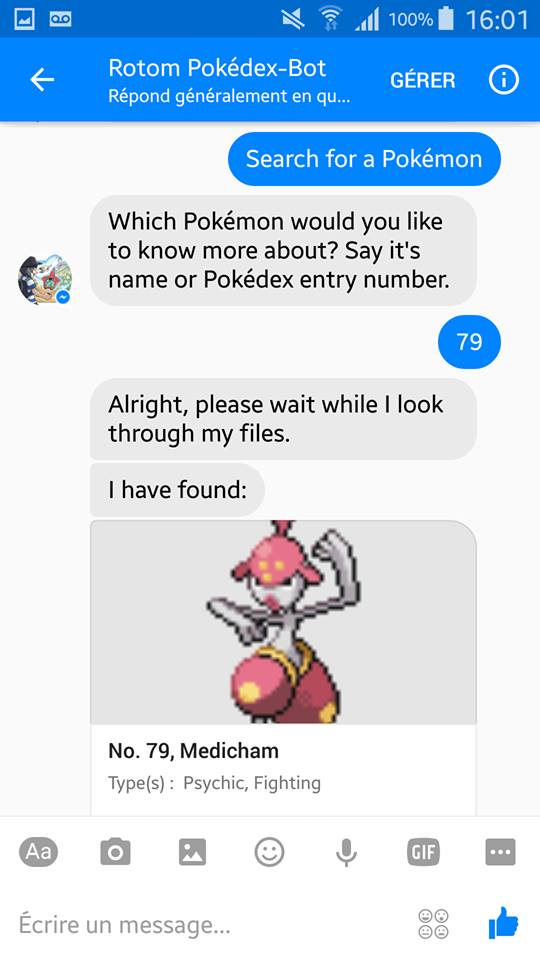 100% 16:01
Rotom Pokédex-Bot
Répond généralement en qu...
GÉRER
Search for a Pokémon
Which Pokémon would you like
to know more about? Say it's
name or Pokédex entry number.
79
Alright, please wait while I look
through my files.
I have found:
No. 79, Medicham
Type(s) : Psychic, Fighting
Aa
GIF
Écrire un message...